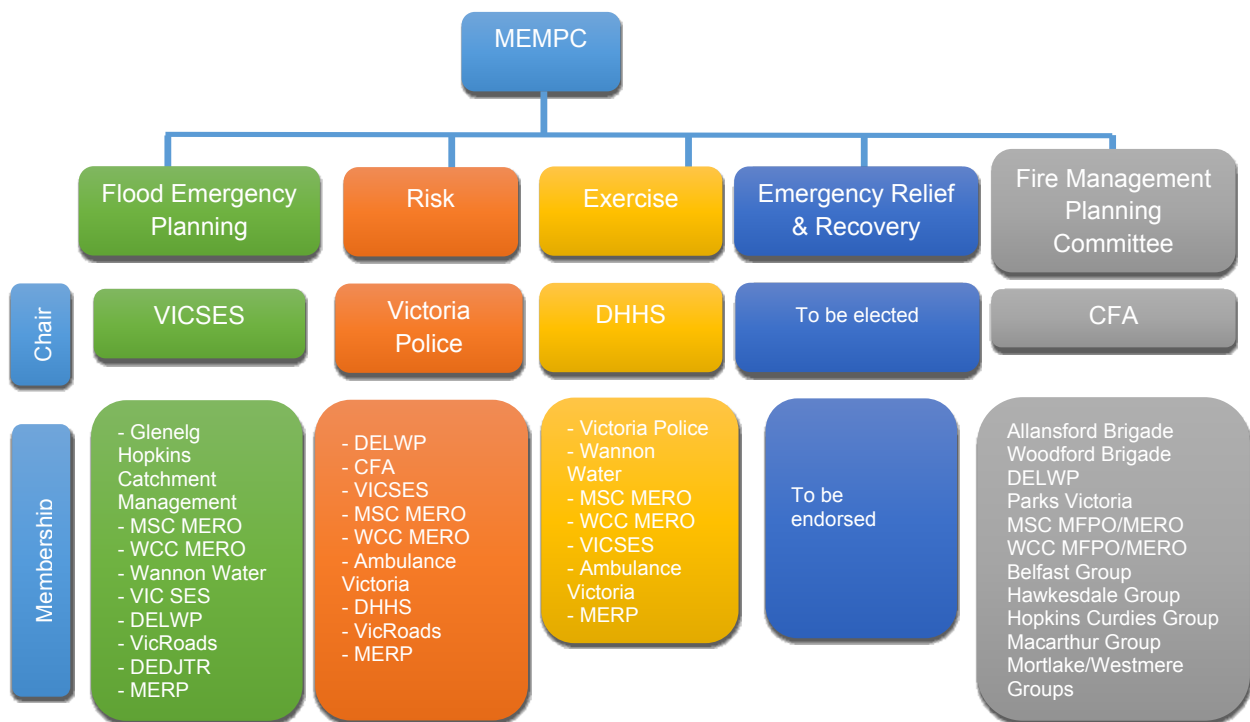 MEMPC
Flood Emergency
Planning
Risk
Exercise
Emergency Relief
& Recovery
Fire Management
Planning
Committee
Chair
VICSES
Victoria
Police
DHHS
To be elected
CFA
Membership
- Glenelg
Hopkins
Catchment
Management
- MSC MERO
- WCC MERO
- Wannon Water
- VIC SES
- DELWP
- VicRoads
- DEDJTR
- MERP
- DELWP
- CFA
- VICSES
- MSC MERO
- WCC MERO
- Ambulance
Victoria
- DHHS
- VicRoads
- MERP
- Victoria Police
- Wannon
Water
- MSC MERO
- WCC MERO
- VICSES
- Ambulance
Victoria
- MERP
To be
endorsed
Allansford Brigade
Woodford Brigade
DELWP
Parks Victoria
MSC MFPO/MERO
WCC MFPO/MERO
Belfast Group
Hawkesdale Group
Hopkins Curdies Group
Macarthur Group
Mortlake/Westmere
Groups